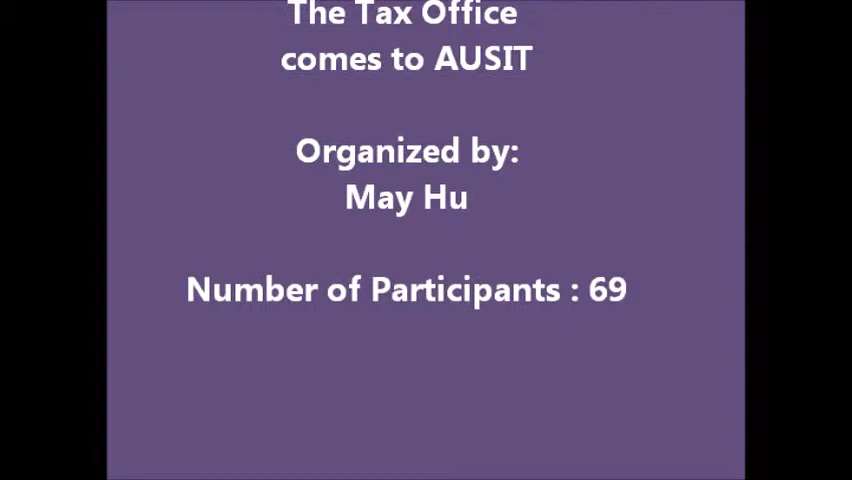 The Tax Office
comes to AUSIT
Organized by:
May Hu
Number of Participants : 69